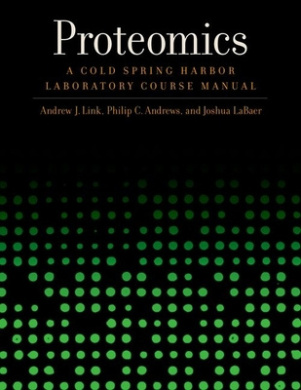 Proteomics
A COLD SPRING HARBOR
LABORATORY COURSE MANUAL
Andrew J. Link, Philip C. Andrews, and Joshua LaBaer